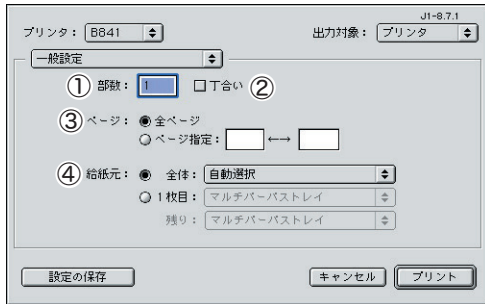 J1-8.7.1
プリンタ： B841 出力対象： プリンタ
一般設定
① 部数： 1 丁合い ②
③ ページ： 全ページ
ページ指定： ←→
④ 給紙元： 全体： 自動選択
1枚目： マルチパーパストレイ
残り： マルチパーパストレイ
設定の保存 キャンセル プリント